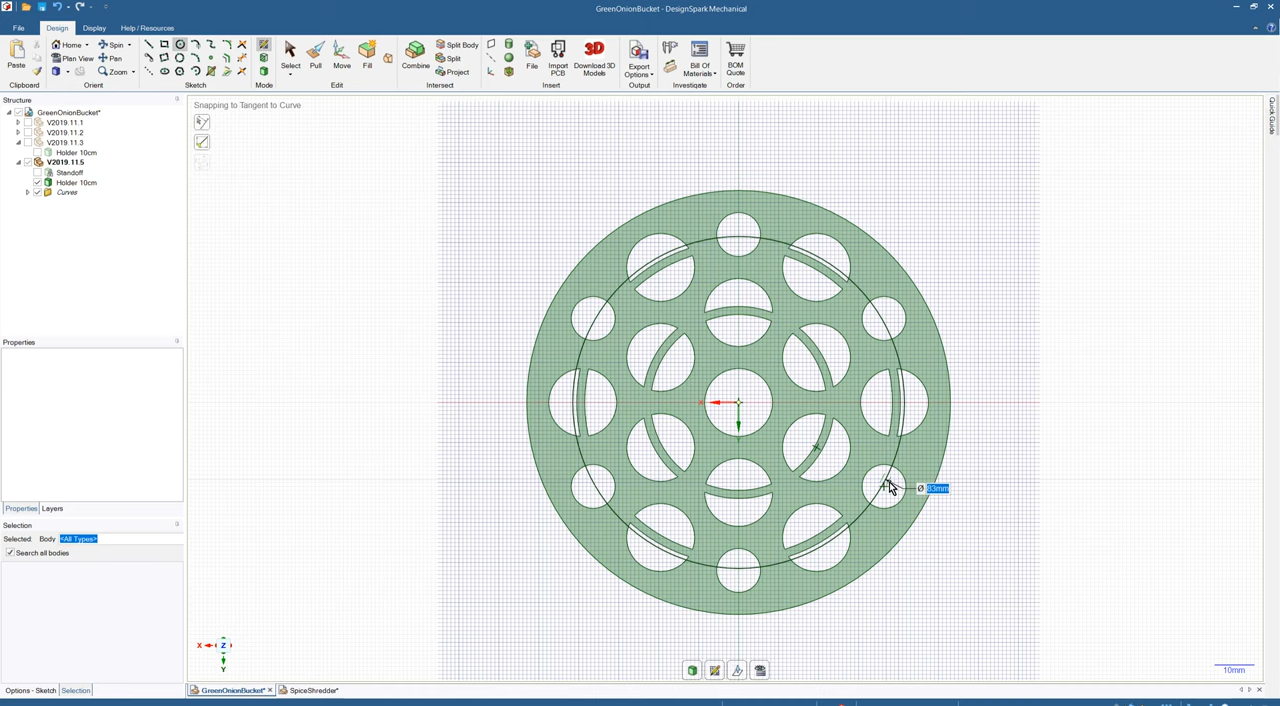 GreenOnionBucket - DesignSpark Mechanical
File Design Display Help / Resources
Home Spin
Plan View Pan
Zoom
Paste
Select Pull Move Fill
Combine Split Body
Split
Project
File Import PCB Download 3D Models
3D
Export Options Bill Of Materials BOM Quote
Clipboard Orient Sketch Mode Edit Intersect Insert Output Investigate Order
Structure
GreenOnionBucket*
V2019.11.1
V2019.11.2
V2019.11.3
Holder 10cm
V2019.11.5
Standoff
Holder 10cm
Curves
Snapping to Tangent to Curve
Quick Guide
Properties
Properties Layers
Selection
Selected: Body <All Types>
Search all bodies
Ø 83mm
X
X Z
Y
10mm
Options - Sketch Selection
GreenOnionBucket* SpiceShredder*